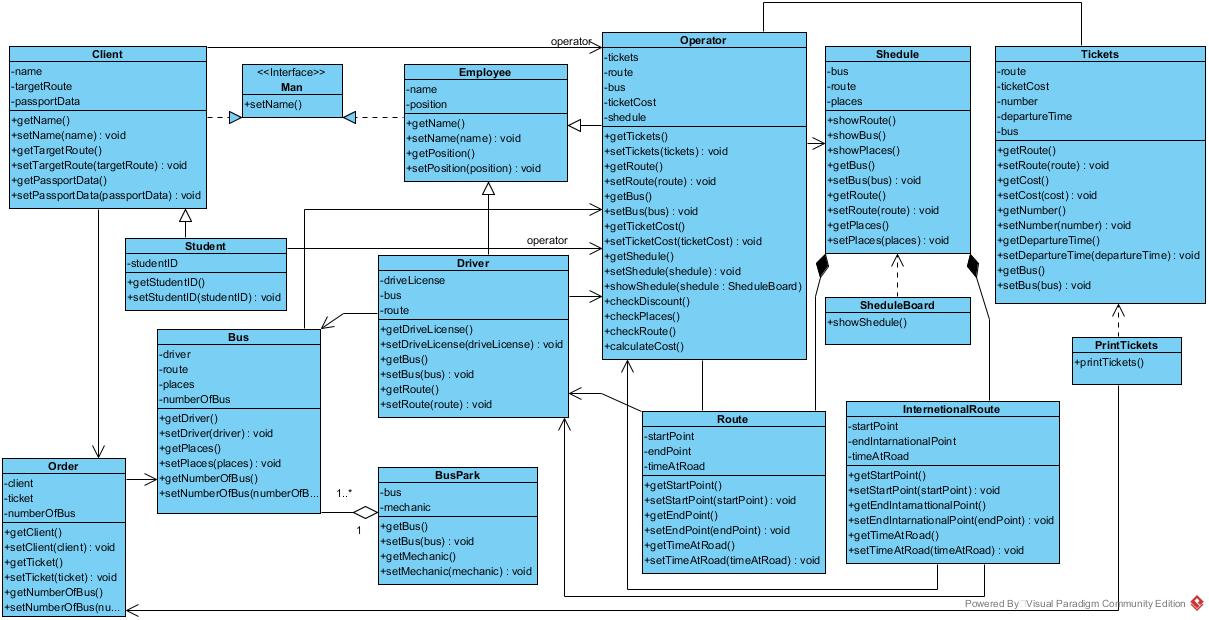 Client
-name
-targetRoute
-passportData
+getName()
+setName(name) : void
+getTargetRoute()
+setTargetRoute(targetRoute) : void
+getPassportData()
+setPassportData(passportData) : void
<<Interface>>
Man
+setName()
Employee
-name
-position
+getName()
+setName(name) : void
+getPosition()
+setPosition(position) : void
operator
Operator
-tickets
-route
-bus
-ticketCost
-shedule
+getTickets()
+setTickets(tickets) : void
+getRoute()
+setRoute(route) : void
+getBus()
+setBus(bus) : void
+getTicketCost()
+setTicketCost(ticketCost) : void
+getShedule()
+setShedule(shedule) : void
+showShedule(shedule : SheduleBoard)
+checkDiscount()
+checkPlaces()
+checkRoute()
+calculateCost()
Shedule
-bus
-route
-places
+showRoute()
+showBus()
+showPlaces()
+getBus()
+setBus(bus) : void
+getRoute()
+setRoute(route) : void
+getPlaces()
+setPlaces(places) : void
Tickets
-route
-ticketCost
-number
-departureTime
-bus
+getRoute()
+setRoute(route) : void
+getCost()
+setCost(cost) : void
+getNumber()
+setNumber(number) : void
+getDepartureTime()
+setDepartureTime(departureTime) : void
+getBus()
+setBus(bus) : void
Student
-studentID
+getStudentID()
+setStudentID(studentID) : void
operator
Driver
-driveLicense
-bus
-route
+getDriveLicense()
+setDriveLicense(driveLicense) : void
+getBus()
+setBus(bus) : void
+getRoute()
+setRoute(route) : void
SheduleBoard
+showShedule()
PrintTickets
+printTickets()
Bus
-driver
-route
-places
-numberOfBus
+getDriver()
+setDriver(driver) : void
+getPlaces()
+setPlaces(places) : void
+getNumberOfBus()
+setNumberOfBus(numberOfB...
1..*
1
BusPark
-bus
-mechanic
+getBus()
+setBus(bus) : void
+getMechanic()
+setMechanic(mechanic) : void
Order
-client
-ticket
-numberOfBus
+getClient()
+setClient(client) : void
+getTicket()
+setTicket(ticket) : void
+getNumberOfBus()
+setNumberOfBus(nu...
Route
-startPoint
-endPoint
-timeAtRoad
+getStartPoint()
+setStartPoint(startPoint) : void
+getEndPoint()
+setEndPoint(endPoint) : void
+getTimeAtRoad()
+setTimeAtRoad(timeAtRoad) : void
InternetionalRoute
-startPoint
-endInternationalPoint
-timeAtRoad
+getStartPoint()
+setStartPoint(startPoint) : void
+getEndInternattionalPoint()
+setEndInternationalPoint(endPoint) : void
+getTimeAtRoad()
+setTimeAtRoad(timeAtRoad) : void
Powered By Visual Paradigm Community Edition